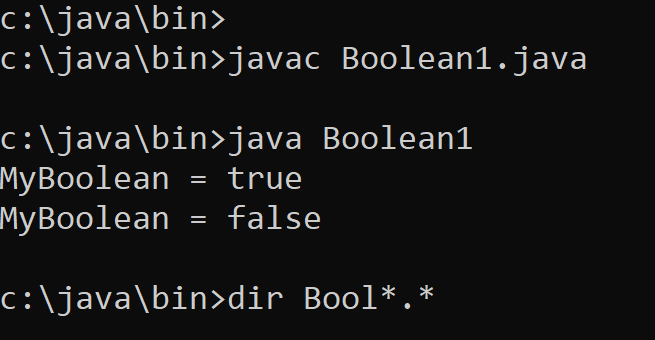 c:\java\bin>
c:\java\bin>javac Boolean1.java
c:\java\bin>java Boolean1
MyBoolean = true
MyBoolean = false
c:\java\bin>dir Bool*.*